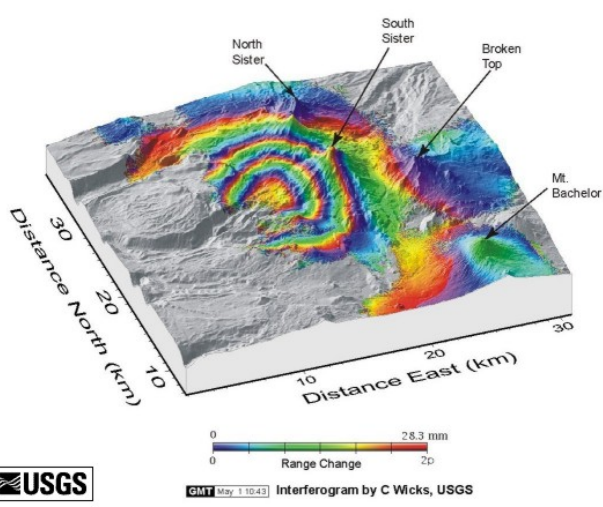 North
Sister
South
Sister
Broken
Top
Mt.
Bachelor
30
20
10
Distance North (km)
10
20
30
Distance East (km)
0
28.3 mm
0
Range Change
2p
USGS
GMT May 1 10:43 Interferogram by C Wicks, USGS